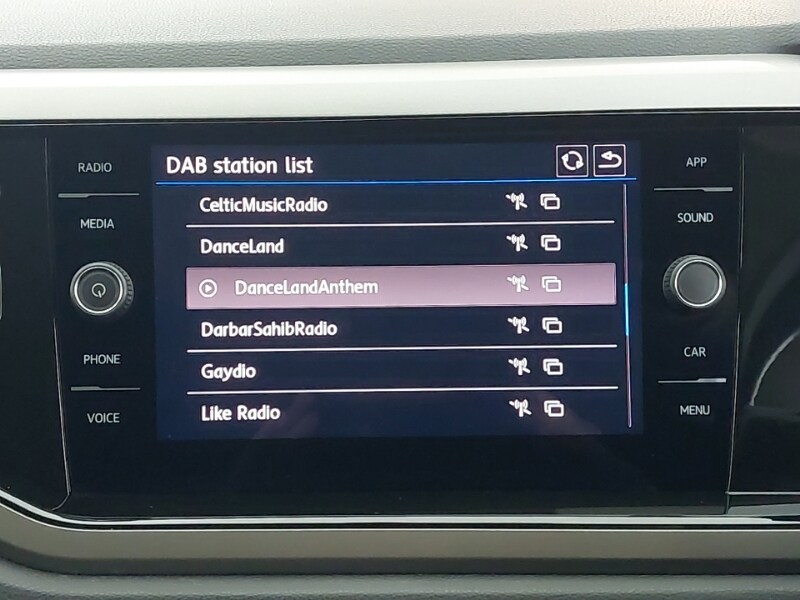 DAB station list
CelticMusicRadio
DanceLand
DanceLandAnthem
DarbarSahibRadio
Gaydio
Like Radio
RADIO
MEDIA
PHONE
VOICE
APP
SOUND
CAR
MENU